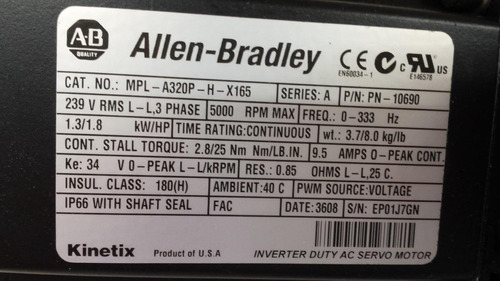 A-B
QUALITY
Allen-Bradley
CE
EN60034-1
c UR US
E146578
CAT. NO.: MPL-A320P-H-X165 SERIES: A P/N: PN-10690
239 V RMS L-L,3 PHASE 5000 RPM MAX FREQ.: 0-333 Hz
1.3/1.8 kW/HP TIME RATING:CONTINUOUS wt.: 3.7/8.0 kg/lb
CONT. STALL TORQUE: 2.8/25 Nm/LB.IN. 9.5 AMPS O-PEAK CONT.
Ke: 34 V O-PEAK L-L/kRPM RES.: 0.85 OHMS L-L,25 C.
INSUL. CLASS: 180(H) AMBIENT:40 C PWM SOURCE:VOLTAGE
IP66 WITH SHAFT SEAL FAC DATE:3608 S/N: EP01J7GN
Kinetix Product of U.S.A INVERTER DUTY AC SERVO MOTOR